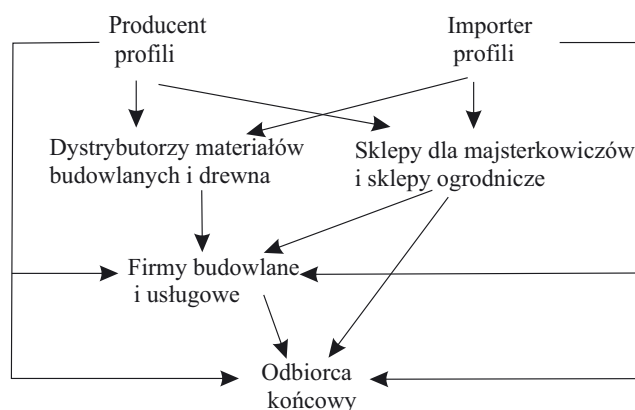 Producent
profili
Importer
profili
Dystrybutorzy materiałów
budowlanych i drewna
Sklepy dla majsterkowiczów
i sklepy ogrodnicze
Firmy budowlane
i usługowe
Odbiorca
końcowy